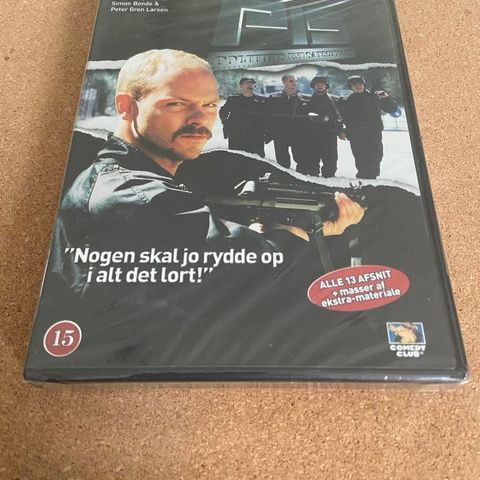 Simon Bonde &
Peter Gren Larsen
"Nogen skal jo rydde op
i alt det lort!"
ALLE 13 AFSNIT
+ masser af
ekstra-materiale
15
COMEDY
CLUB